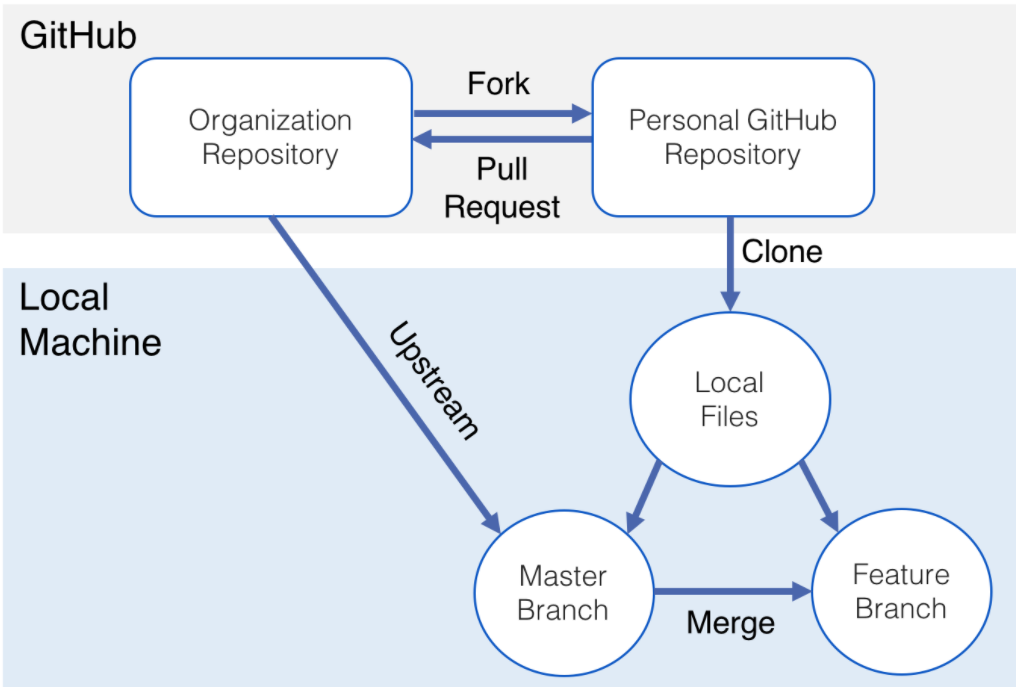 GitHub
Fork
Organization
Repository
Personal GitHub
Repository
Pull
Request
Clone
Local
Machine
Upstream
Local
Files
Master
Branch
Feature
Branch
Merge